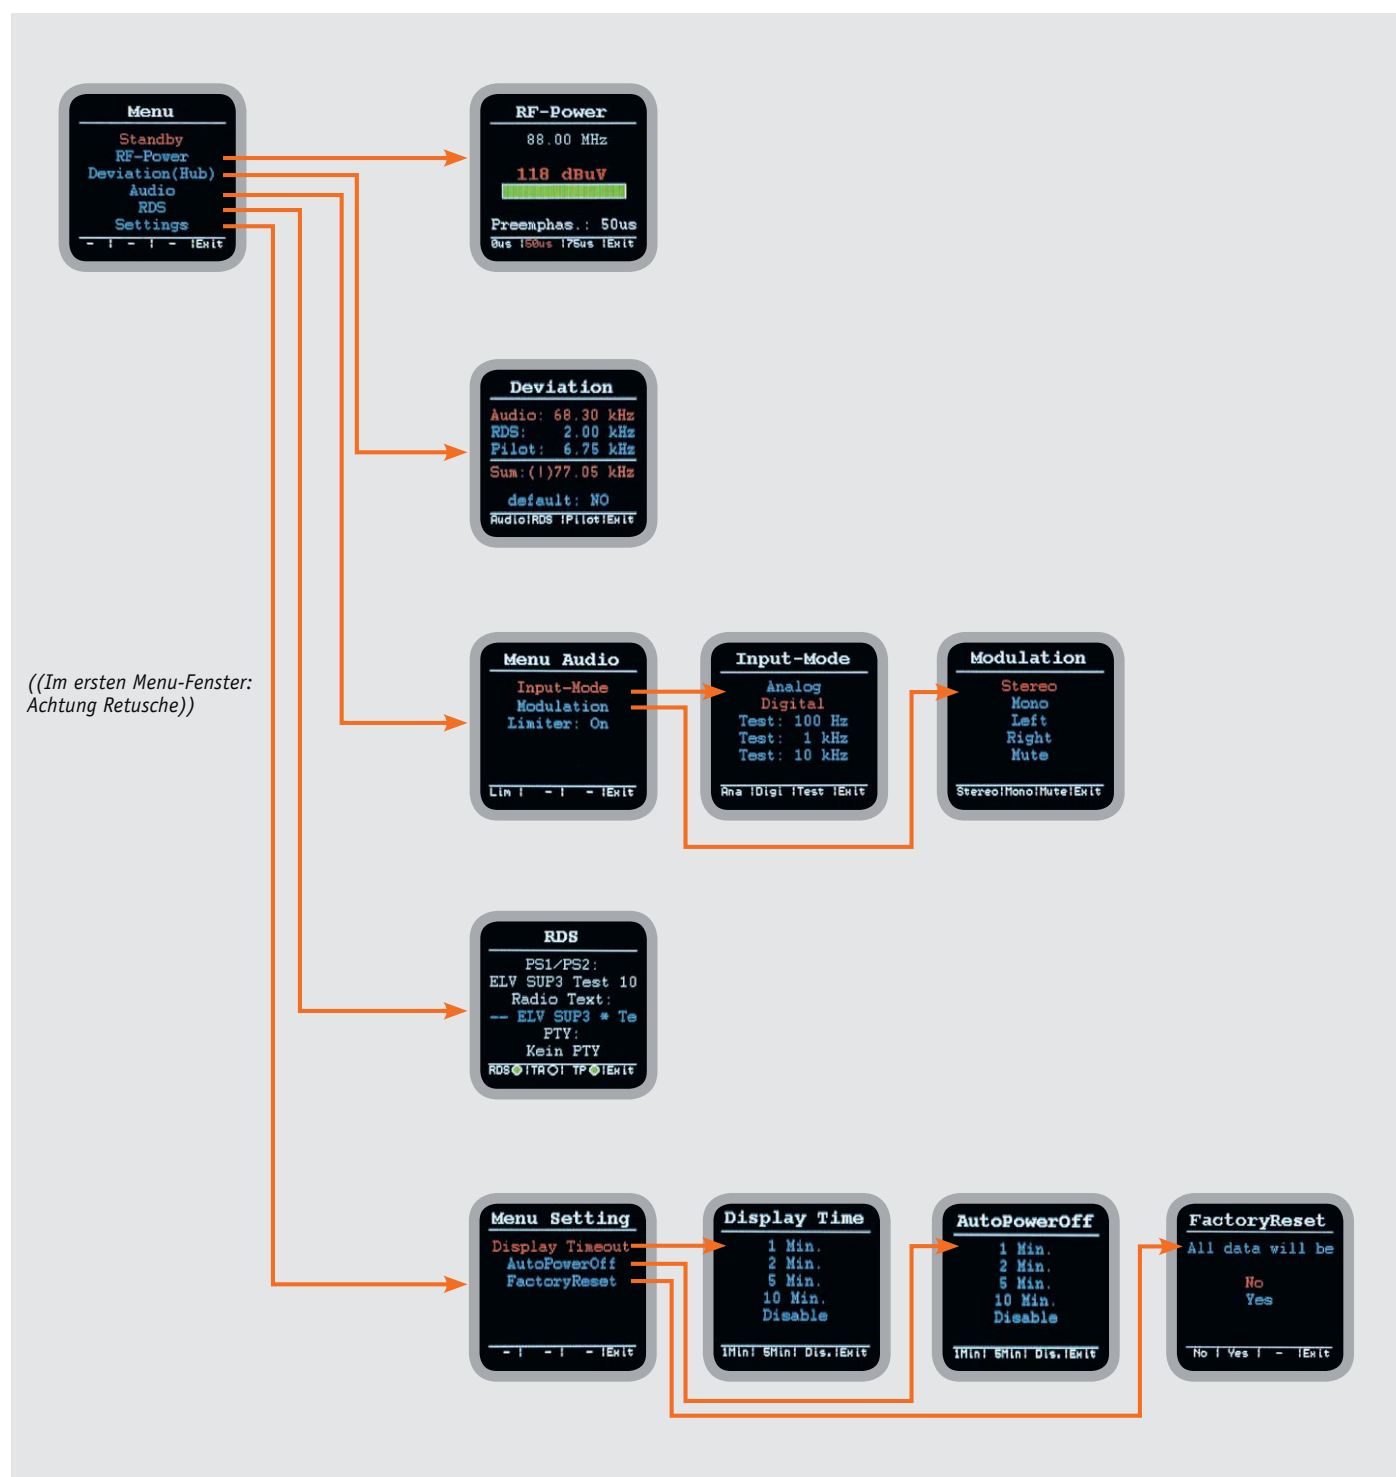 Menu
Standby
RF-Power
Deviation(Hub)
Audio
RDS
Settings
- | - | - |Exit
RF-Power
88.00 MHz
118 dBuV
Preemphas.: 50us
0us |50us |75us |Exit
Deviation
Audio: 68.30 kHz
RDS: 2.00 kHz
Pilot: 6.75 kHz
Sum:(!)77.05 kHz
default: NO
Audio|RDS |Pilot|Exit
((Im ersten Menu-Fenster:
Achtung Retusche))
Menu Audio
Input-Mode
Modulation
Limiter: On
Lim | - | - |Exit
Input-Mode
Analog
Digital
Test: 100 Hz
Test: 1 kHz
Test: 10 kHz
Ana |Digi |Test |Exit
Modulation
Stereo
Mono
Left
Right
Mute
Stereo|Mono|Mute|Exit
RDS
PS1/PS2:
ELV SUP3 Test 10
Radio Text:
-- ELV SUP3 * Te
PTY:
Kein PTY
RDS |TA | TP |Exit
Menu Setting
Display Timeout
AutoPowerOff
FactoryReset
- | - | - |Exit
Display Time
1 Min.
2 Min.
5 Min.
10 Min.
Disable
1Min| 5Min| Dis.|Exit
AutoPowerOff
1 Min.
2 Min.
5 Min.
10 Min.
Disable
1Min| 5Min| Dis.|Exit
FactoryReset
All data will be
No
Yes
No | Yes | - |Exit